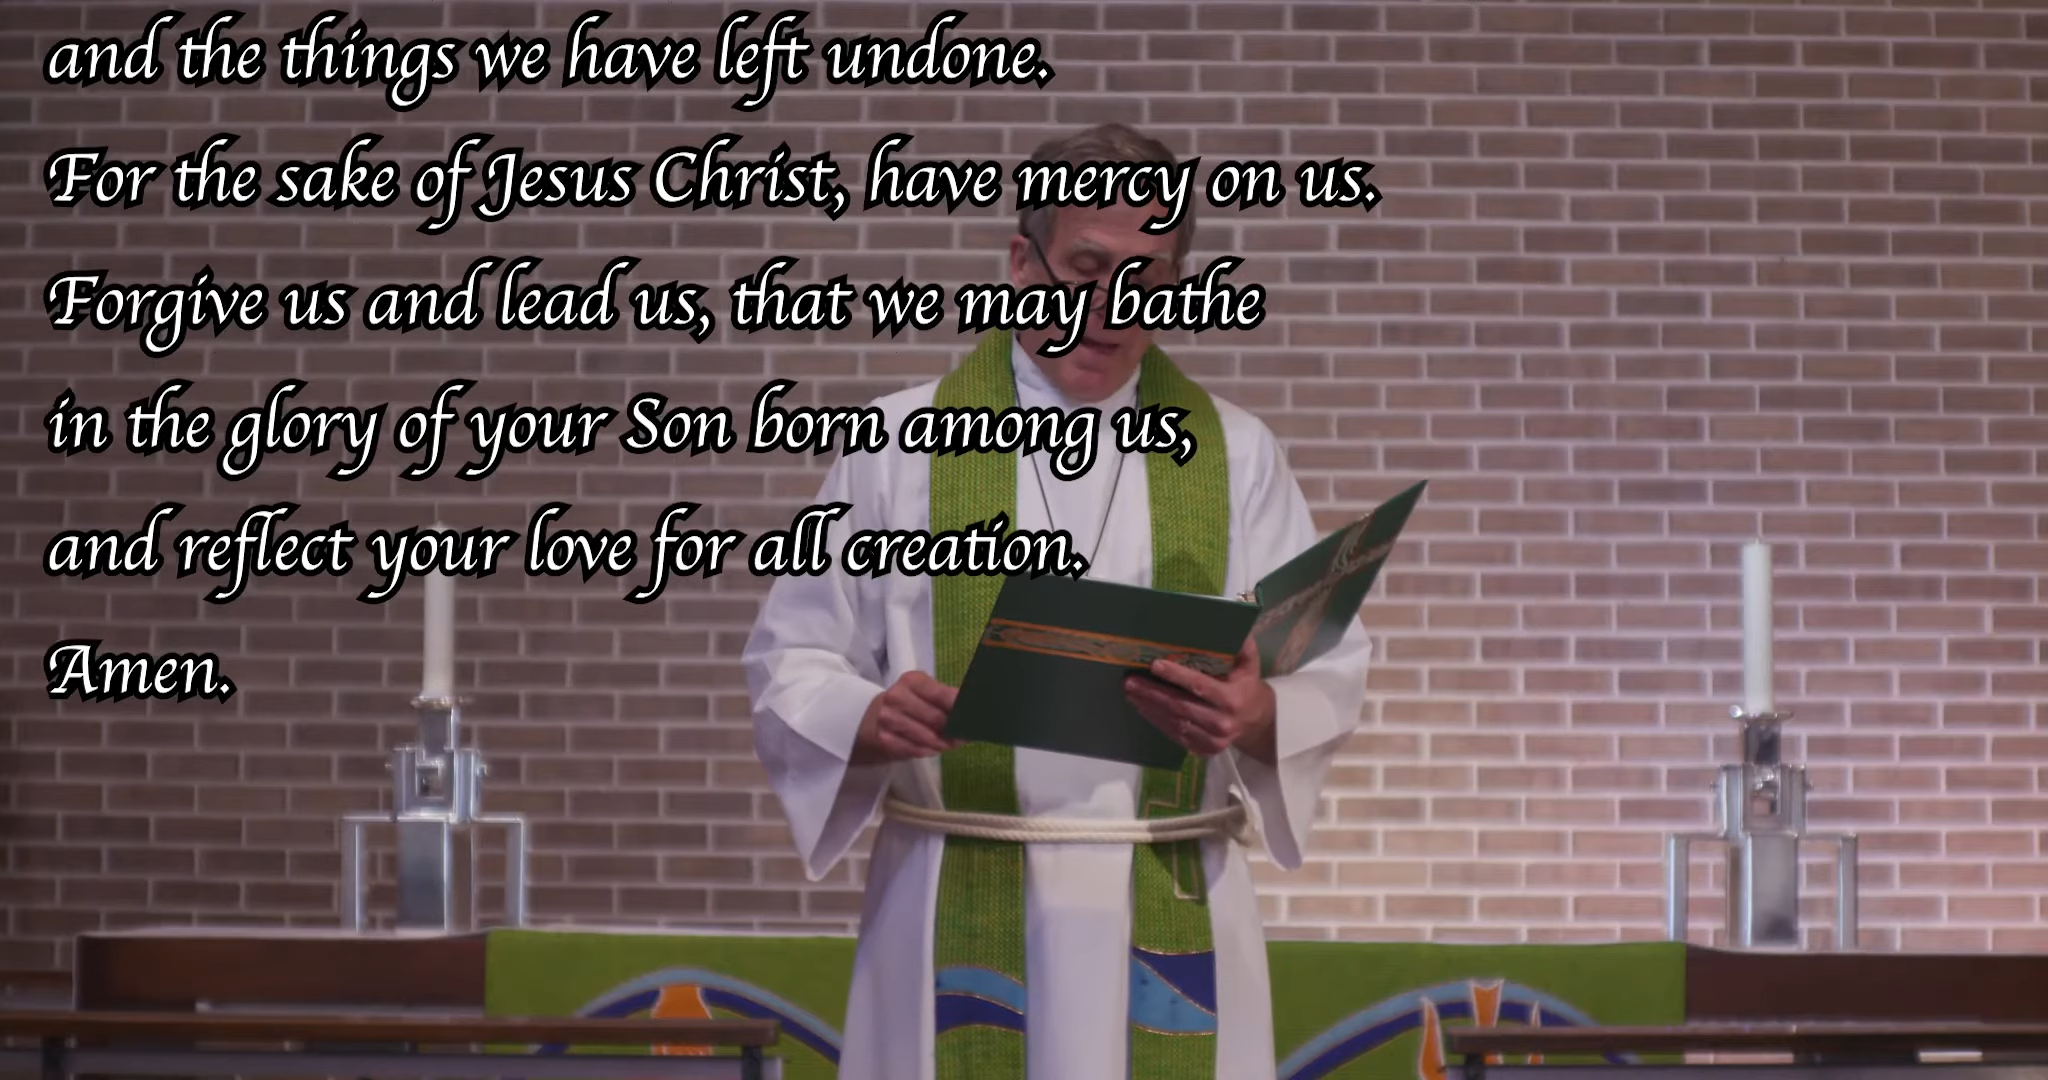 and the things we have left undone.
For the sake of Jesus Christ, have mercy on us.
Forgive us and lead us, that we may bathe
in the glory of your Son born among us,
and reflect your love for all creation.
Amen.